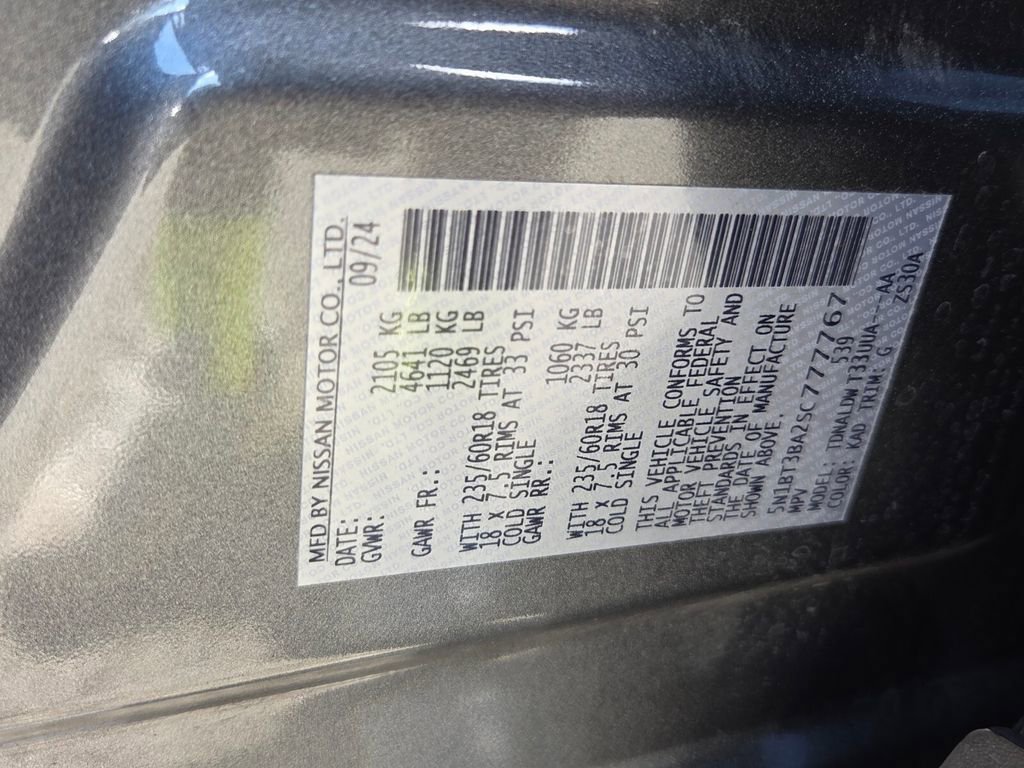 MFD BY NISSAN MOTOR CO., LTD.
DATE: 09/24
GVWR: 2105 KG
4641 LB
GAWR FR.: 1120 KG
2469 LB
WITH 235/60R18 TIRES
18 X 7.5 RIMS AT 33 PSI
COLD SINGLE
GAWR RR.: 1060 KG
2337 LB
WITH 235/60R18 TIRES
18 X 7.5 RIMS AT 30 PSI
COLD SINGLE
THIS VEHICLE CONFORMS TO
ALL APPLICABLE FEDERAL
MOTOR VEHICLE SAFETY AND
THEFT PREVENTION
STANDARDS IN EFFECT ON
THE DATE OF MANUFACTURE
SHOWN ABOVE.
5N1BT3BA2SC777767
MPV 539
MODEL: TDNALDW T33UUA----AA
COLOR: KAD TRIM: G ZS30A